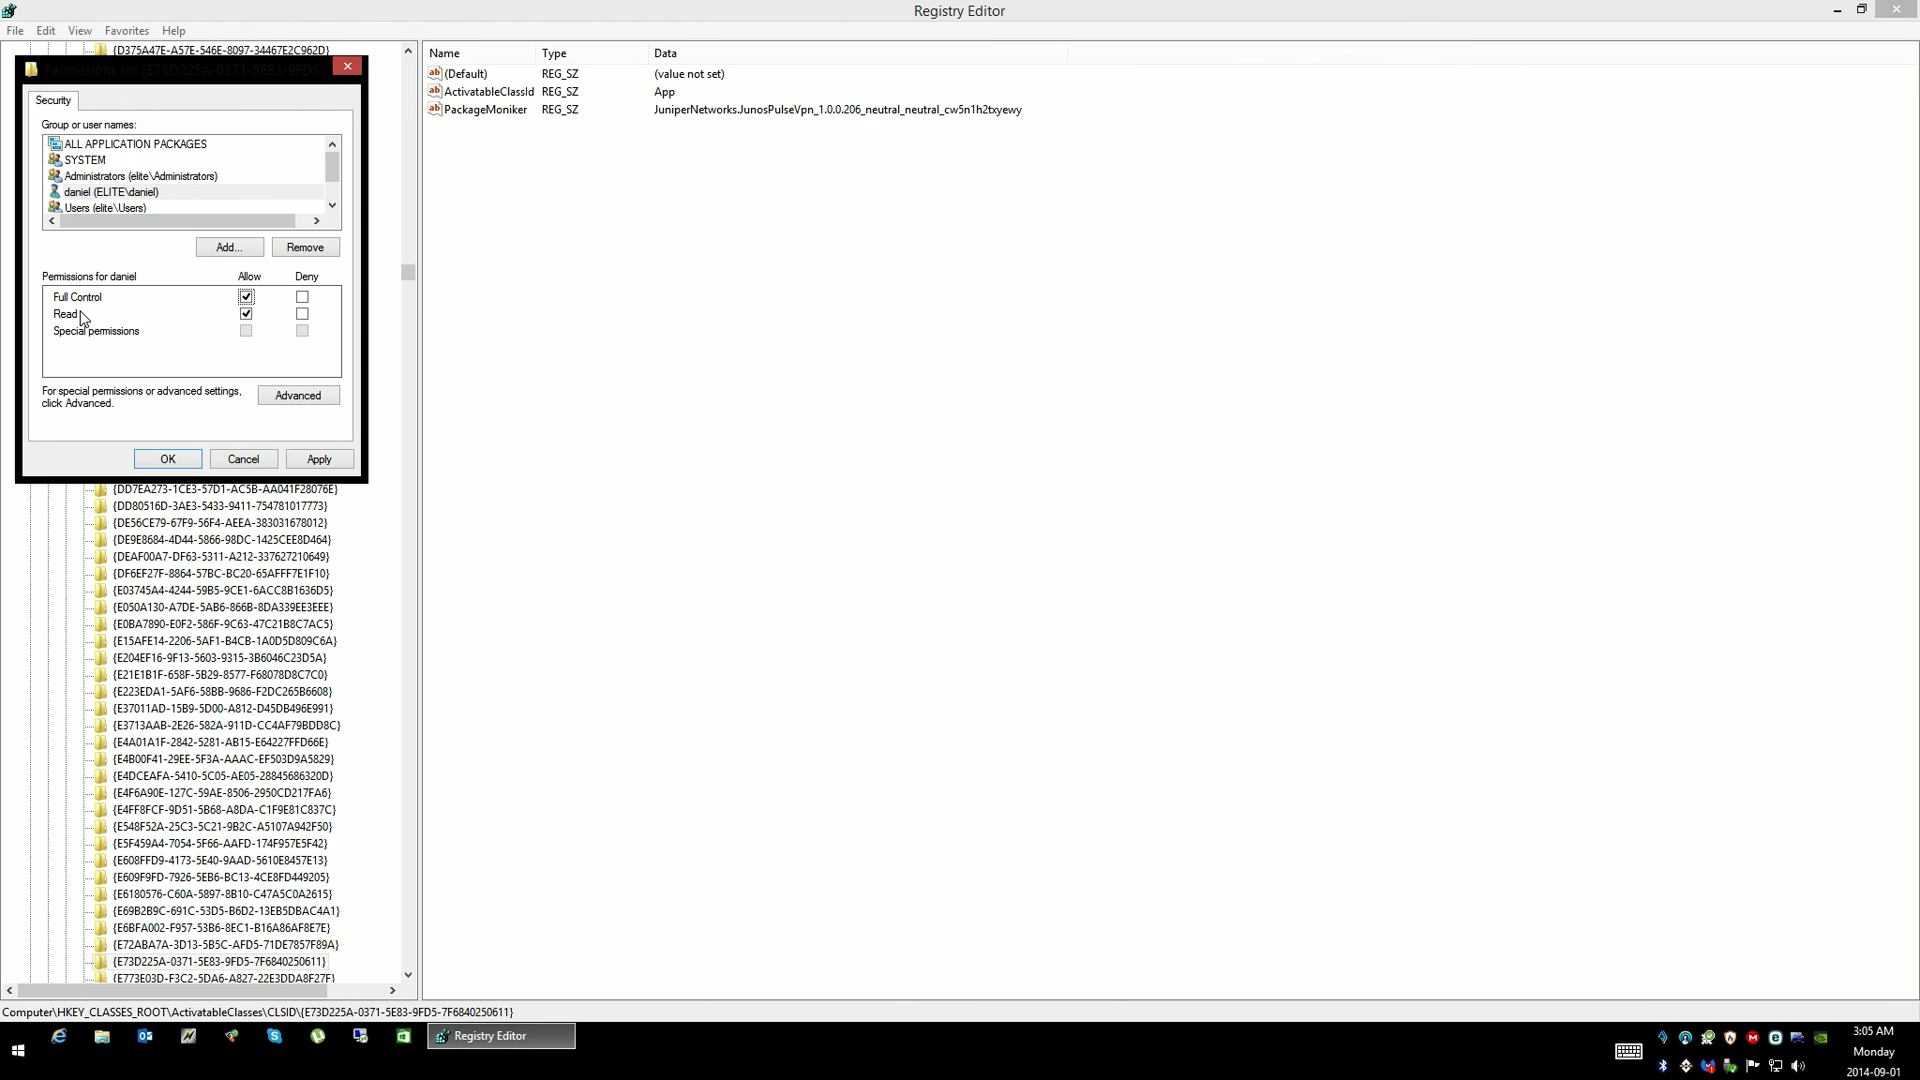 Registry Editor
File Edit View Favorites Help
{D375A47E-A57E-546E-8097-34467E2C962D}
Permissions for {E73D225A-0371-5E83-9FD5...
Security
Group or user names:
ALL APPLICATION PACKAGES
SYSTEM
Administrators (elite\Administrators)
daniel (ELITE\daniel)
Users (elite\Users)
Add... Remove
Permissions for daniel Allow Deny
Full Control
Read
Special permissions
For special permissions or advanced settings,
click Advanced.
Advanced
OK Cancel Apply
{DD7EA273-1CE3-57D1-AC5B-AA041F28076E}
{DD80516D-3AE3-5433-9411-754781017773}
{DE56CE79-67F9-56F4-AEEA-383031678012}
{DE9E8684-4D44-5866-98DC-1425CEE8D464}
{DEAF00A7-DF63-5311-A212-337627210649}
{DF6EF27F-8864-57BC-BC20-65AFFF7E1F10}
{E03745A4-4244-59B5-9CE1-6ACC8B1636D5}
{E050A130-A7DE-5AB6-866B-8DA339EE3EEE}
{E0BA7890-E0F2-586F-9C63-47C21B8C7AC5}
{E15AFE14-2206-5AF1-B4CB-1A0D5D809C6A}
{E204EF16-9F13-5603-9315-3B6046C23D5A}
{E21E1B1F-658F-5B29-8577-F68078D8C7C0}
{E223EDA1-5AF6-58BB-9686-F2DC265B6608}
{E37011AD-15B9-5D00-A812-D45DB496E991}
{E3713AAB-2E26-582A-911D-CC4AF79BDD8C}
{E4A01A1F-2842-5281-AB15-E64227FFD66E}
{E4B00F41-29EE-5F3A-AAAC-EF503D9A5829}
{E4DCEAFA-5410-5C05-AE05-28845686320D}
{E4F6A90E-127C-59AE-8506-2950CD217FA6}
{E4FF8FCF-9D51-5B68-A8DA-C1F9E81C837C}
{E548F52A-25C3-5C21-9B2C-A5107A942F50}
{E5F459A4-7054-5F66-AAFD-174F957E5F42}
{E608FFD9-4173-5E40-9AAD-5610E8457E13}
{E609F9FD-7926-5EB6-BC13-4CE8FD449205}
{E6180576-C60A-5897-8B10-C47A5C0A2615}
{E69B2B9C-691C-53D5-B6D2-13EB5DBAC4A1}
{E6BFA002-F957-53B6-8EC1-B16A86AF8E7E}
{E72ABA7A-3D13-5B5C-AFD5-71DE7857F89A}
{E73D225A-0371-5E83-9FD5-7F6840250611}
{E773E03D-F3C2-5DA6-A827-22E3DDA8F27F}
Name Type Data
(Default) REG_SZ (value not set)
ActivatableClassId REG_SZ App
PackageMoniker REG_SZ JuniperNetworks.JunosPulseVpn_1.0.0.206_neutral_neutral_cw5n1h2txyewy
Computer\HKEY_CLASSES_ROOT\ActivatableClasses\CLSID\{E73D225A-0371-5E83-9FD5-7F6840250611}
Registry Editor
3:05 AM
Monday
2014-09-01